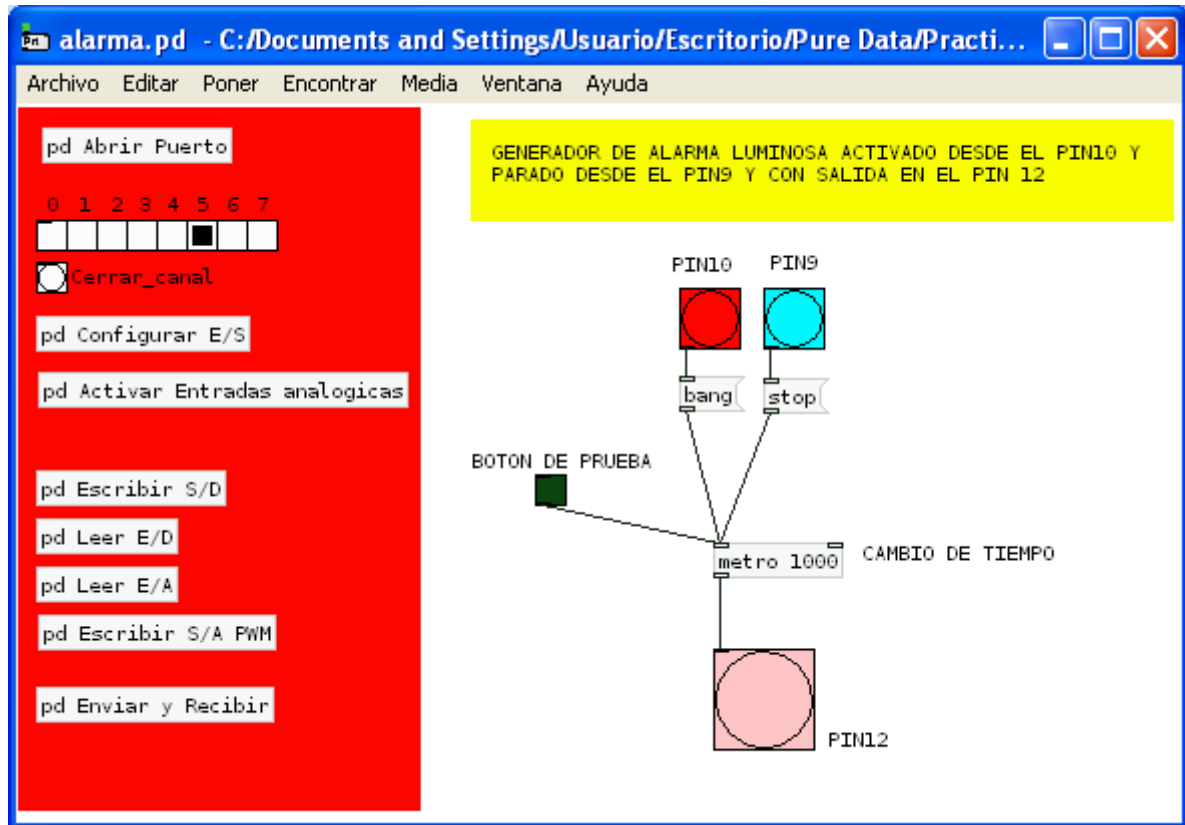 alarma.pd - C:/Documents and Settings/Usuario/Escritorio/Pure Data/Practi...
Archivo Editar Poner Encontrar Media Ventana Ayuda
pd Abrir Puerto
0 1 2 3 4 5 6 7
Cerrar_canal
pd Configurar E/S
pd Activar Entradas analogicas
pd Escribir S/D
pd Leer E/D
pd Leer E/A
pd Escribir S/A PWM
pd Enviar y Recibir
GENERADOR DE ALARMA LUMINOSA ACTIVADO DESDE EL PIN10 Y
PARADO DESDE EL PIN9 Y CON SALIDA EN EL PIN 12
PIN10 PIN9
bang stop
BOTON DE PRUEBA
metro 1000 CAMBIO DE TIEMPO
PIN12